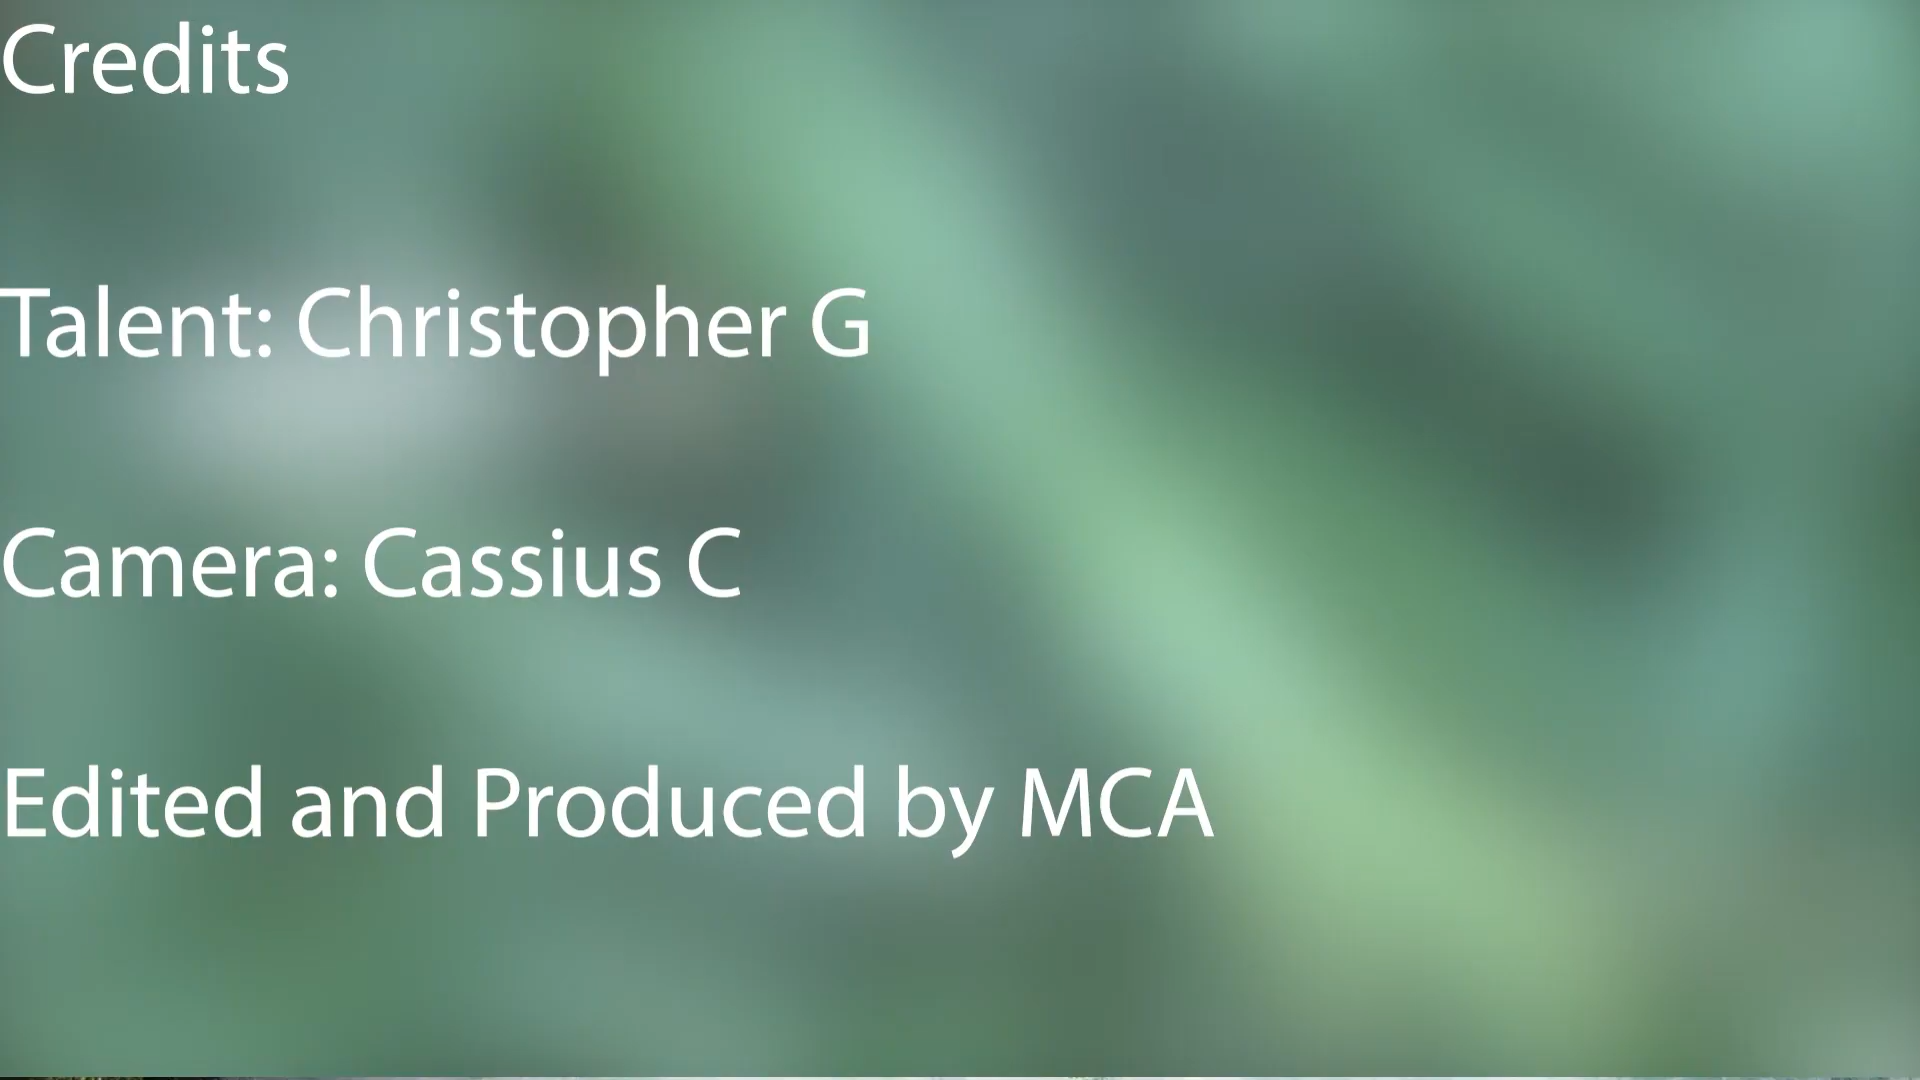 Credits
Talent: Christopher G
Camera: Cassius C
Edited and Produced by MCA